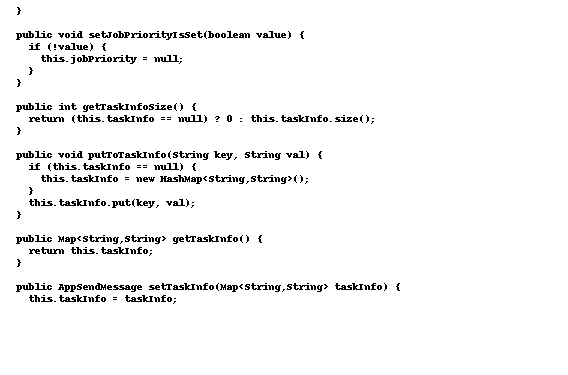 }
public void setJobPriorityIsSet(boolean value) {
if (!value) {
this.jobPriority = null;
}
}
public int getTaskInfoSize() {
return (this.taskInfo == null) ? 0 : this.taskInfo.size();
}
public void putToTaskInfo(String key, String val) {
if (this.taskInfo == null) {
this.taskInfo = new HashMap<String,String>();
}
this.taskInfo.put(key, val);
}
public Map<String,String> getTaskInfo() {
return this.taskInfo;
}
public AppSendMessage setTaskInfo(Map<String,String> taskInfo) {
this.taskInfo = taskInfo;